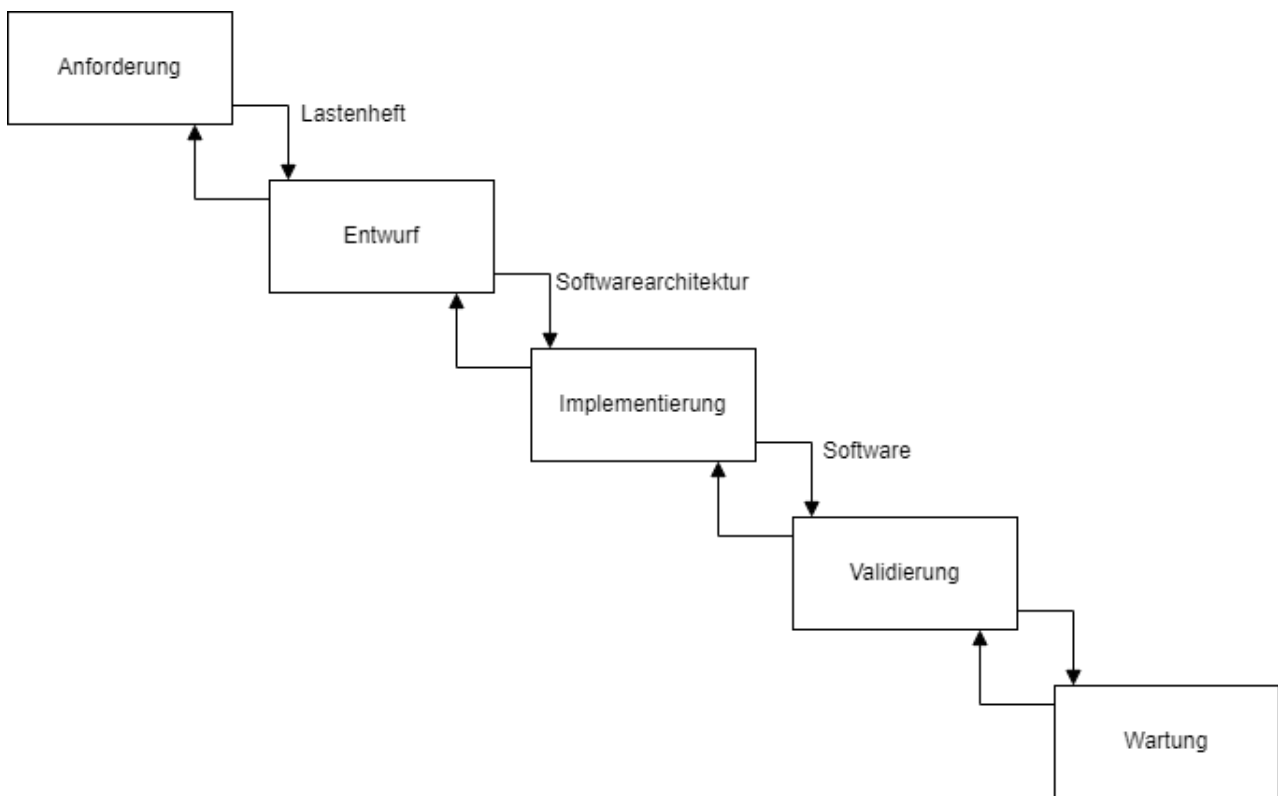 Anforderung
Lastenheft
Entwurf
Softwarearchitektur
Implementierung
Software
Validierung
Wartung